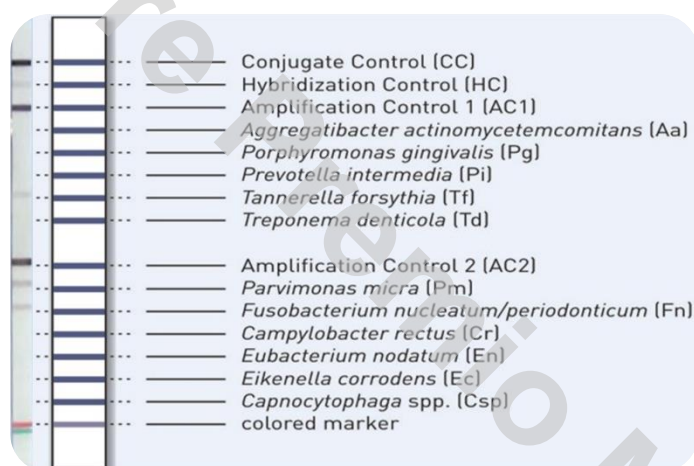 Conjugate Control (CC)
Hybridization Control (HC)
Amplification Control 1 (AC1)
Aggregatibacter actinomycetemcomitans (Aa)
Porphyromonas gingivalis (Pg)
Prevotella intermedia (Pi)
Tannerella forsythia (Tf)
Treponema denticola (Td)
Amplification Control 2 (AC2)
Parvimonas micra (Pm)
Fusobacterium nucleatum/periodonticum (Fn)
Campylobacter rectus (Cr)
Eubacterium nodatum (En)
Eikenella corrodens (Ec)
Capnocytophaga spp. (Csp)
colored marker
re Premio